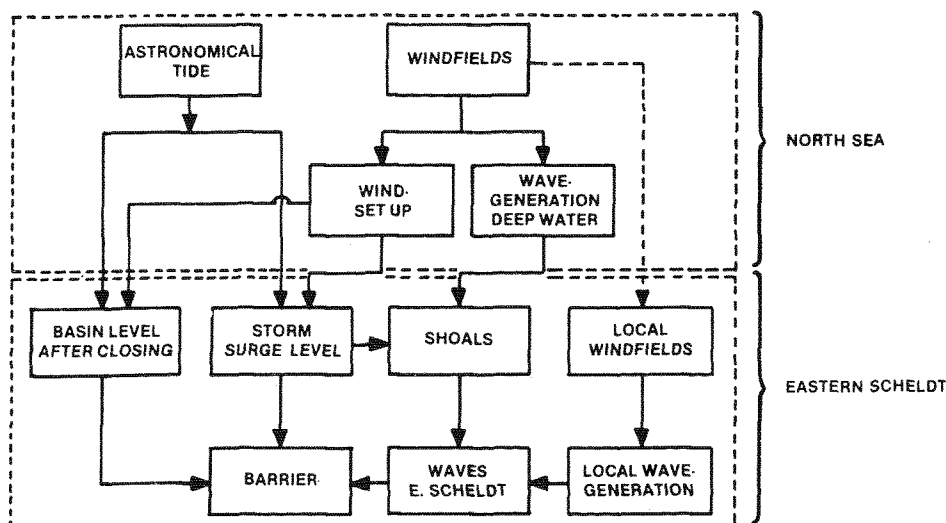 ASTRONOMICAL
TIDE
WINDFIELDS
NORTH SEA
WIND-
SET UP
WAVE-
GENERATION
DEEP WATER
BASIN LEVEL
AFTER CLOSING
STORM
SURGE LEVEL
SHOALS
LOCAL
WINDFIELDS
EASTERN SCHELDT
BARRIER
WAVES
E. SCHELDT
LOCAL WAVE-
GENERATION